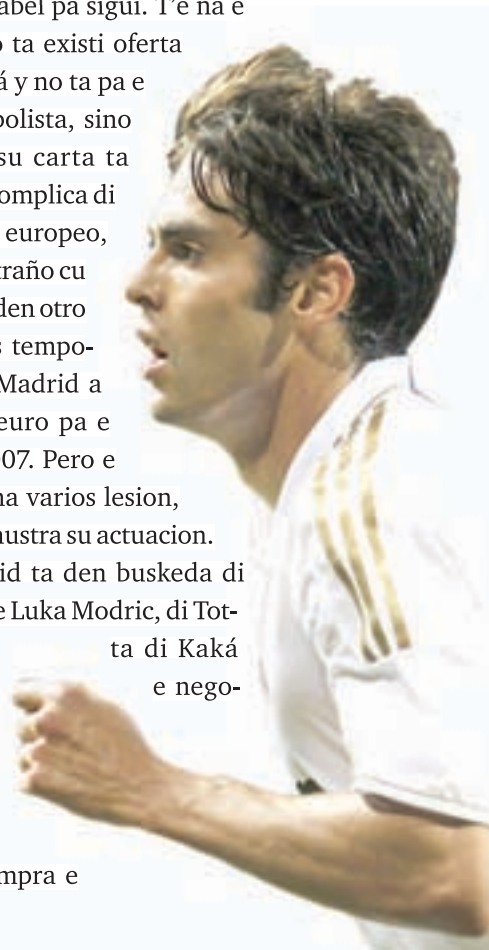 abel pa sigui. T'e na e
o ta existi oferta
á y no ta pa e
bolista, sino
su carta ta
omplica di
europeo,
traño cu
den otro
s tempo-
Madrid a
euro pa e
07. Pero e
na varios lesion,
nustra su actuacion.
id ta den buskeda di
e Luka Modric, di Tot-
ta di Kaká
e nego-
mpra e